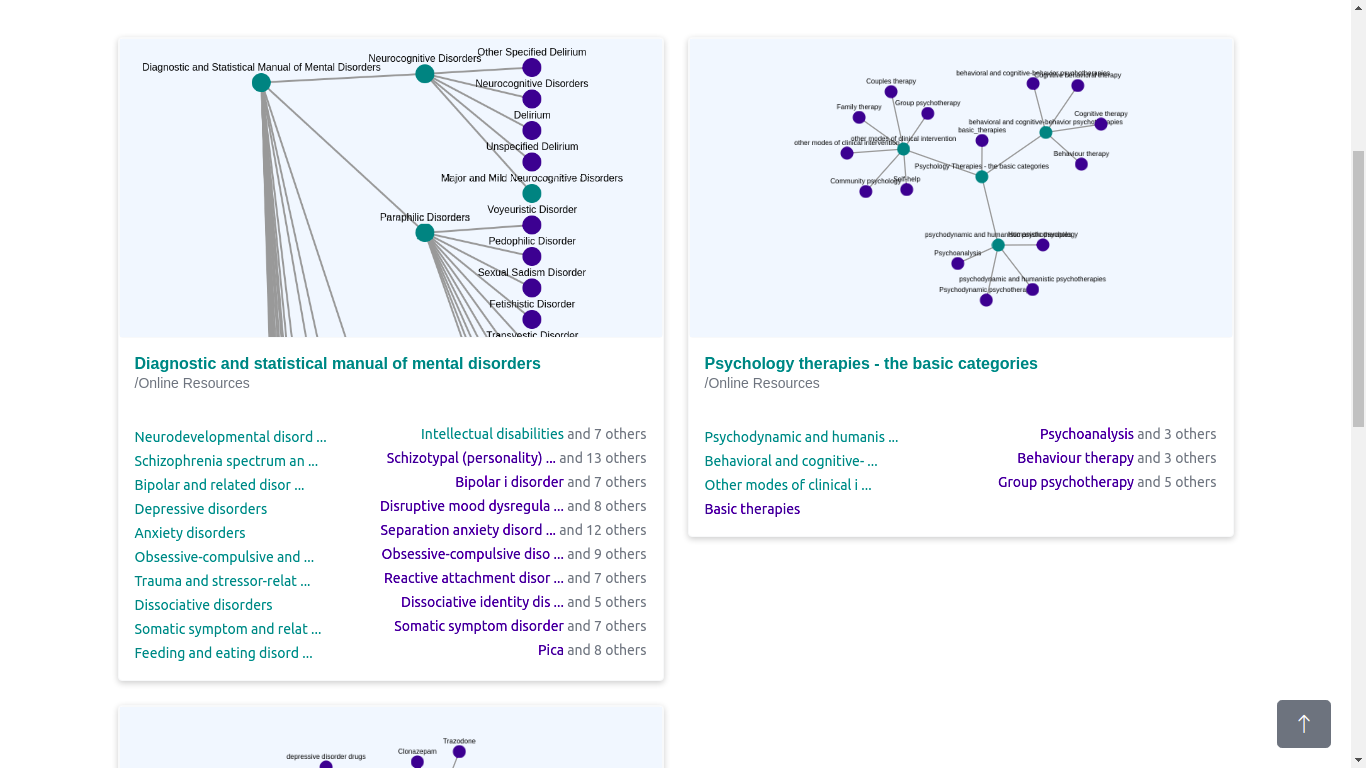 Diagnostic and Statistical Manual of Mental Disorders
Neurocognitive Disorders
Other Specified Delirium
Neurocognitive Disorders
Delirium
Unspecified Delirium
Major and Mild Neurocognitive Disorders
Paraphilic Disorders
Voyeuristic Disorder
Pedophilic Disorder
Sexual Sadism Disorder
Fetishistic Disorder
Transvestic Disorder
Diagnostic and statistical manual of mental disorders
/Online Resources
Neurodevelopmental disord ... Intellectual disabilities and 7 others
Schizophrenia spectrum an ... Schizotypal (personality) ... and 13 others
Bipolar and related disor ... Bipolar i disorder and 7 others
Depressive disorders Disruptive mood dysregula ... and 8 others
Anxiety disorders Separation anxiety disord ... and 12 others
Obsessive-compulsive and ... Obsessive-compulsive diso ... and 9 others
Trauma and stressor-relat ... Reactive attachment disor ... and 7 others
Dissociative disorders Dissociative identity dis ... and 5 others
Somatic symptom and relat ... Somatic symptom disorder and 7 others
Feeding and eating disord ... Pica and 8 others
behavioral and cognitive-behavior psychotherapies
Cognitive behavioral therapy
Couples therapy
Group psychotherapy
Family therapy
Cognitive therapy
behavioral and cognitive-behavior psychotherapies
basic_therapies
other modes of clinical intervention
other modes of clinical intervention
Behaviour therapy
Psychology Therapies - the basic categories
Community psychology
Self-help
psychodynamic and humanistic psychotherapies
Psychoanalysis
psychodynamic and humanistic psychotherapies
Psychodynamic psychotherapy
Psychology therapies - the basic categories
/Online Resources
Psychodynamic and humanis ... Psychoanalysis and 3 others
Behavioral and cognitive- ... Behaviour therapy and 3 others
Other modes of clinical i ... Group psychotherapy and 5 others
Basic therapies
Trazodone
Clonazepam
depressive disorder drugs